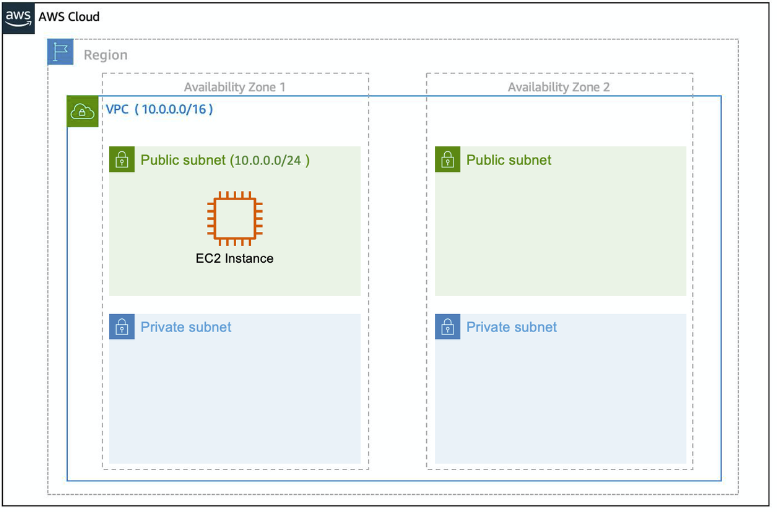 aws AWS Cloud
Region
Availability Zone 1
Availability Zone 2
VPC ( 10.0.0.0/16 )
Public subnet (10.0.0.0/24 )
Public subnet
EC2 Instance
Private subnet
Private subnet